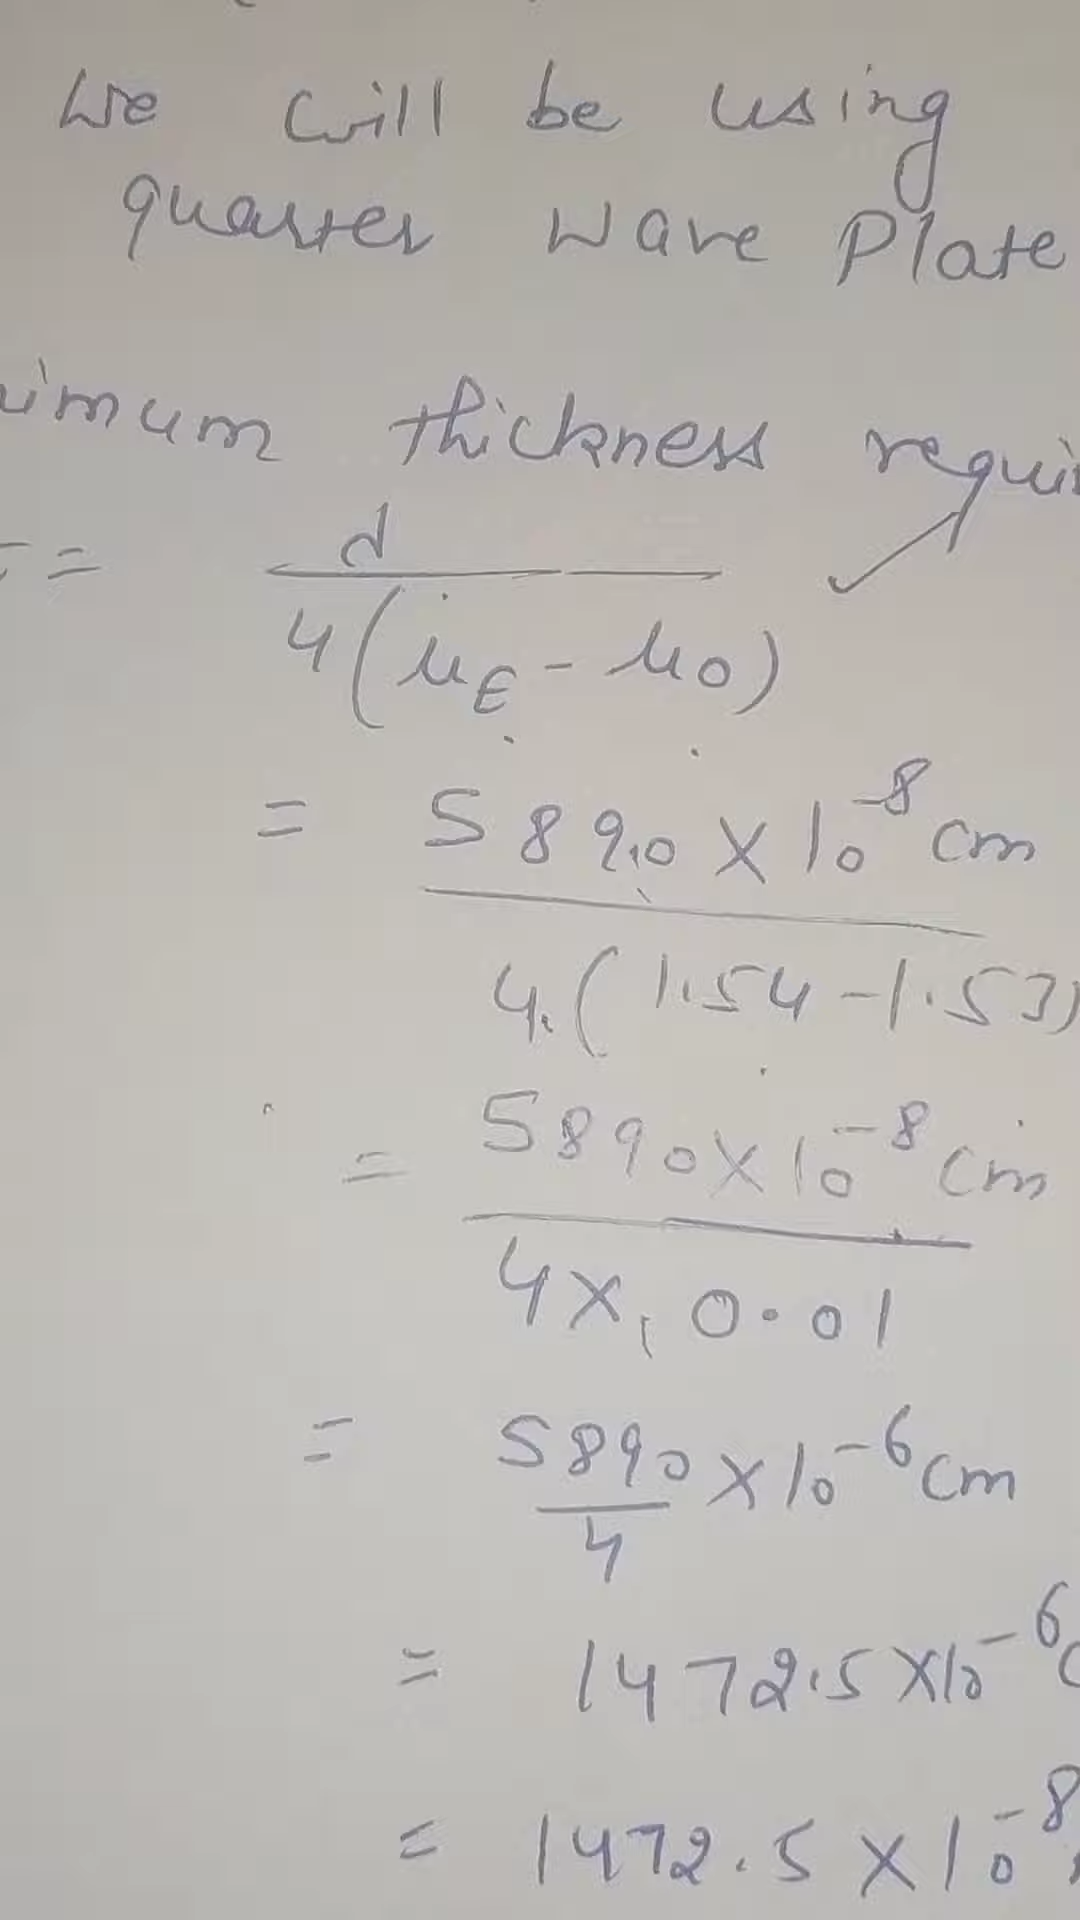 We will be using
quarter wave Plate
nimum thickness requi
t = λ / 4(μE - μO) ✓
= 5890 × 10^-8 cm / 4.(1.54 - 1.53)
= 5890 × 10^-8 cm / 4 × 0.01
= 5890/4 × 10^-6 cm
= 1472.5 × 10^-6 c
= 1472.5 × 10^-8